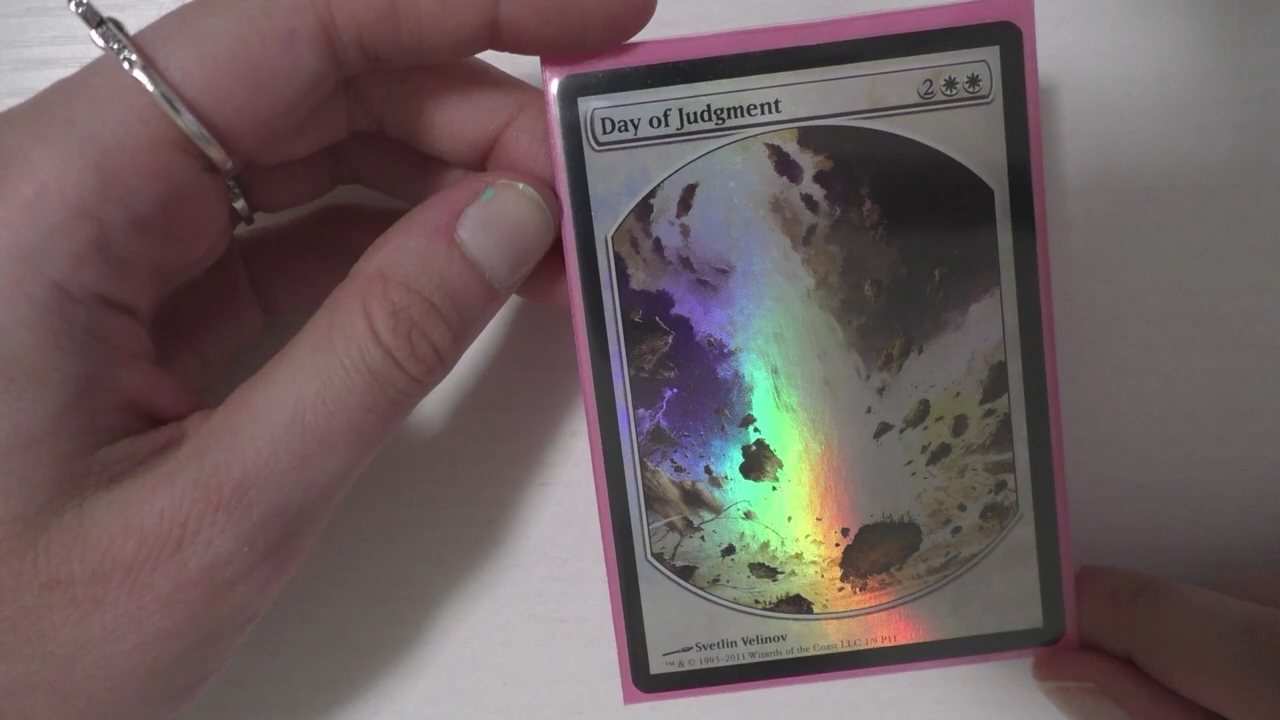 Day of Judgment 2
Svetlin Velinov
™ & © 1993-2011 Wizards of the Coast LLC 1/9 P11